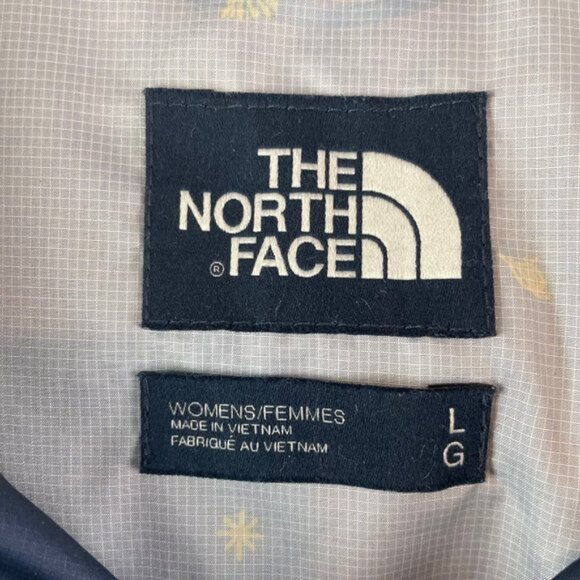 THE
NORTH
® FACE
WOMENS/FEMMES
MADE IN VIETNAM
FABRIQUÉ AU VIETNAM
L
G